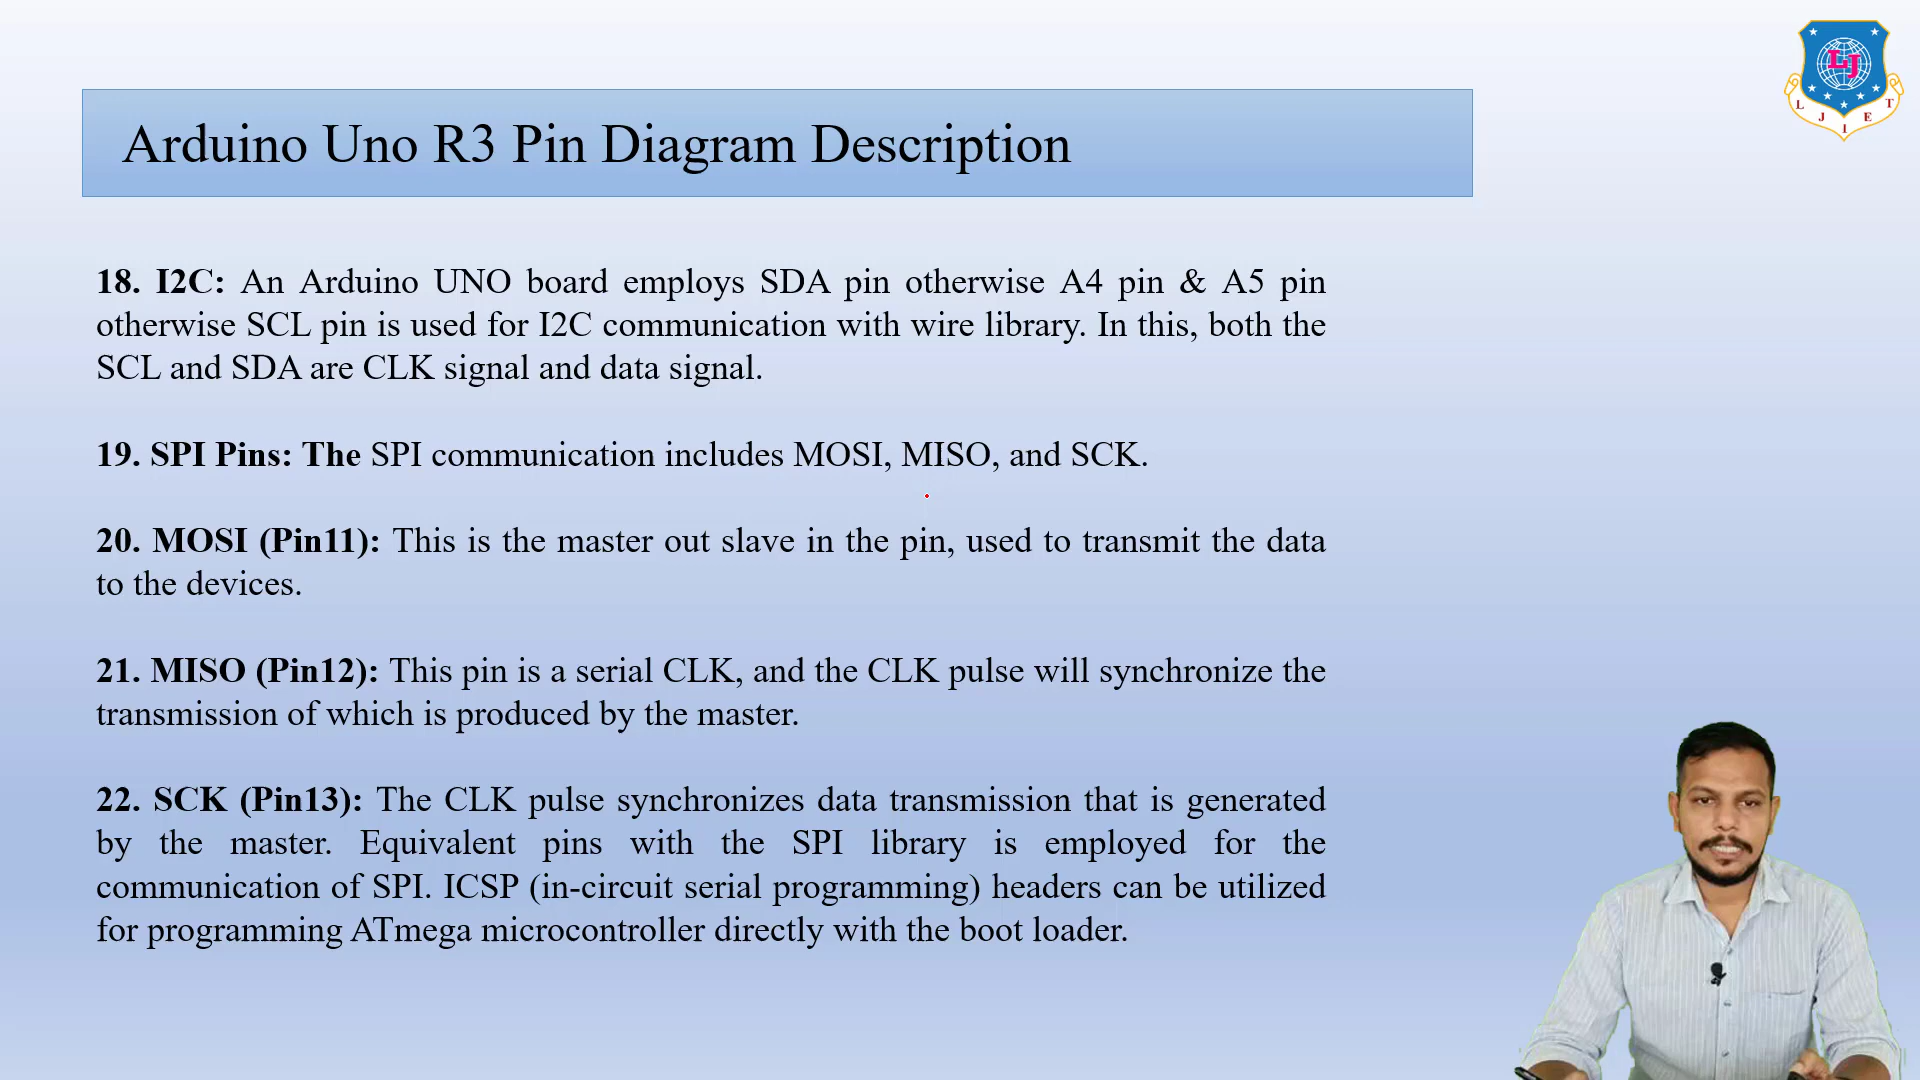 Arduino Uno R3 Pin Diagram Description
LJ
L J I E T
18. I2C: An Arduino UNO board employs SDA pin otherwise A4 pin & A5 pin
otherwise SCL pin is used for I2C communication with wire library. In this, both the
SCL and SDA are CLK signal and data signal.
19. SPI Pins: The SPI communication includes MOSI, MISO, and SCK.
20. MOSI (Pin11): This is the master out slave in the pin, used to transmit the data
to the devices.
21. MISO (Pin12): This pin is a serial CLK, and the CLK pulse will synchronize the
transmission of which is produced by the master.
22. SCK (Pin13): The CLK pulse synchronizes data transmission that is generated
by the master. Equivalent pins with the SPI library is employed for the
communication of SPI. ICSP (in-circuit serial programming) headers can be utilized
for programming ATmega microcontroller directly with the boot loader.